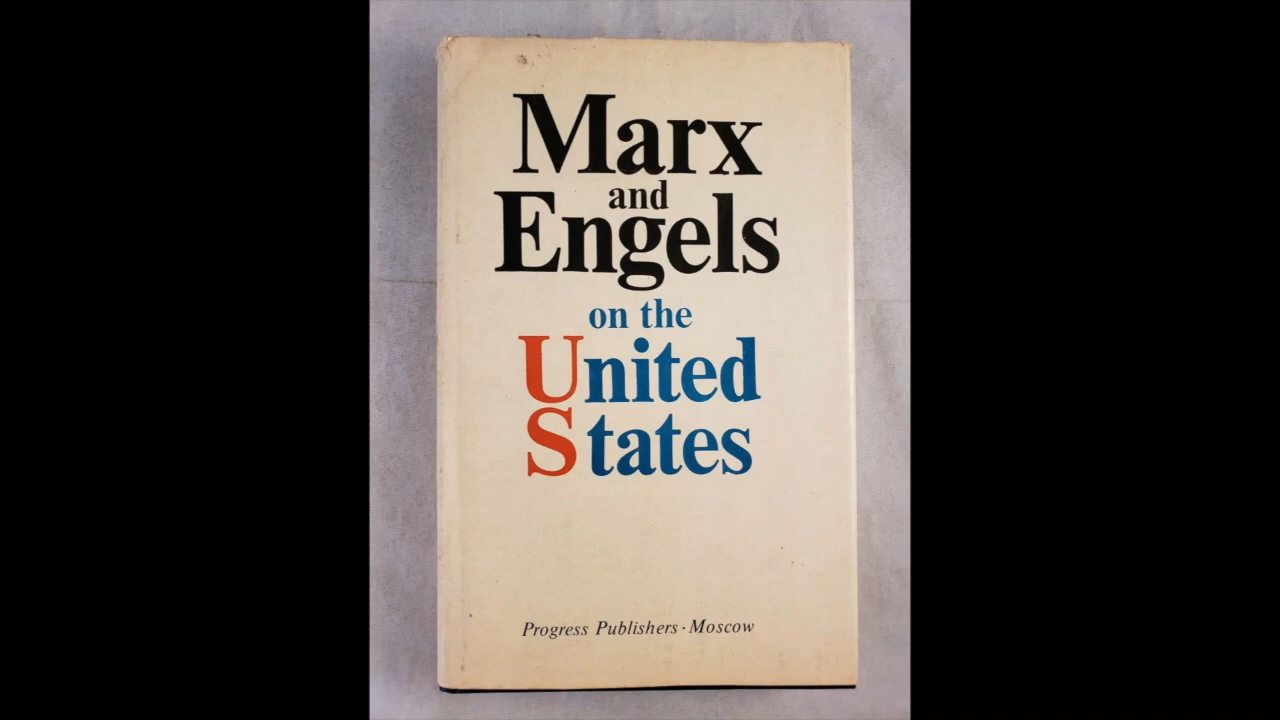 Marx
and
Engels
on the
United
States
Progress Publishers · Moscow